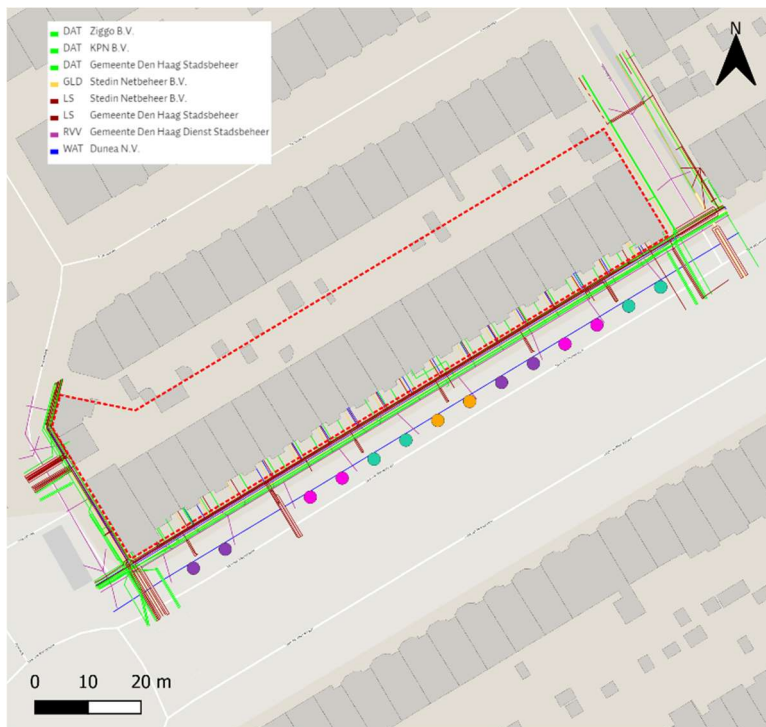 DAT Ziggo B.V.
DAT KPN B.V.
DAT Gemeente Den Haag Stadsbeheer
GLD Stedin Netbeheer B.V.
LS Stedin Netbeheer B.V.
LS Gemeente Den Haag Stadsbeheer
RVV Gemeente Den Haag Dienst Stadsbeheer
WAT Dunea N.V.
N
0 10 20 m